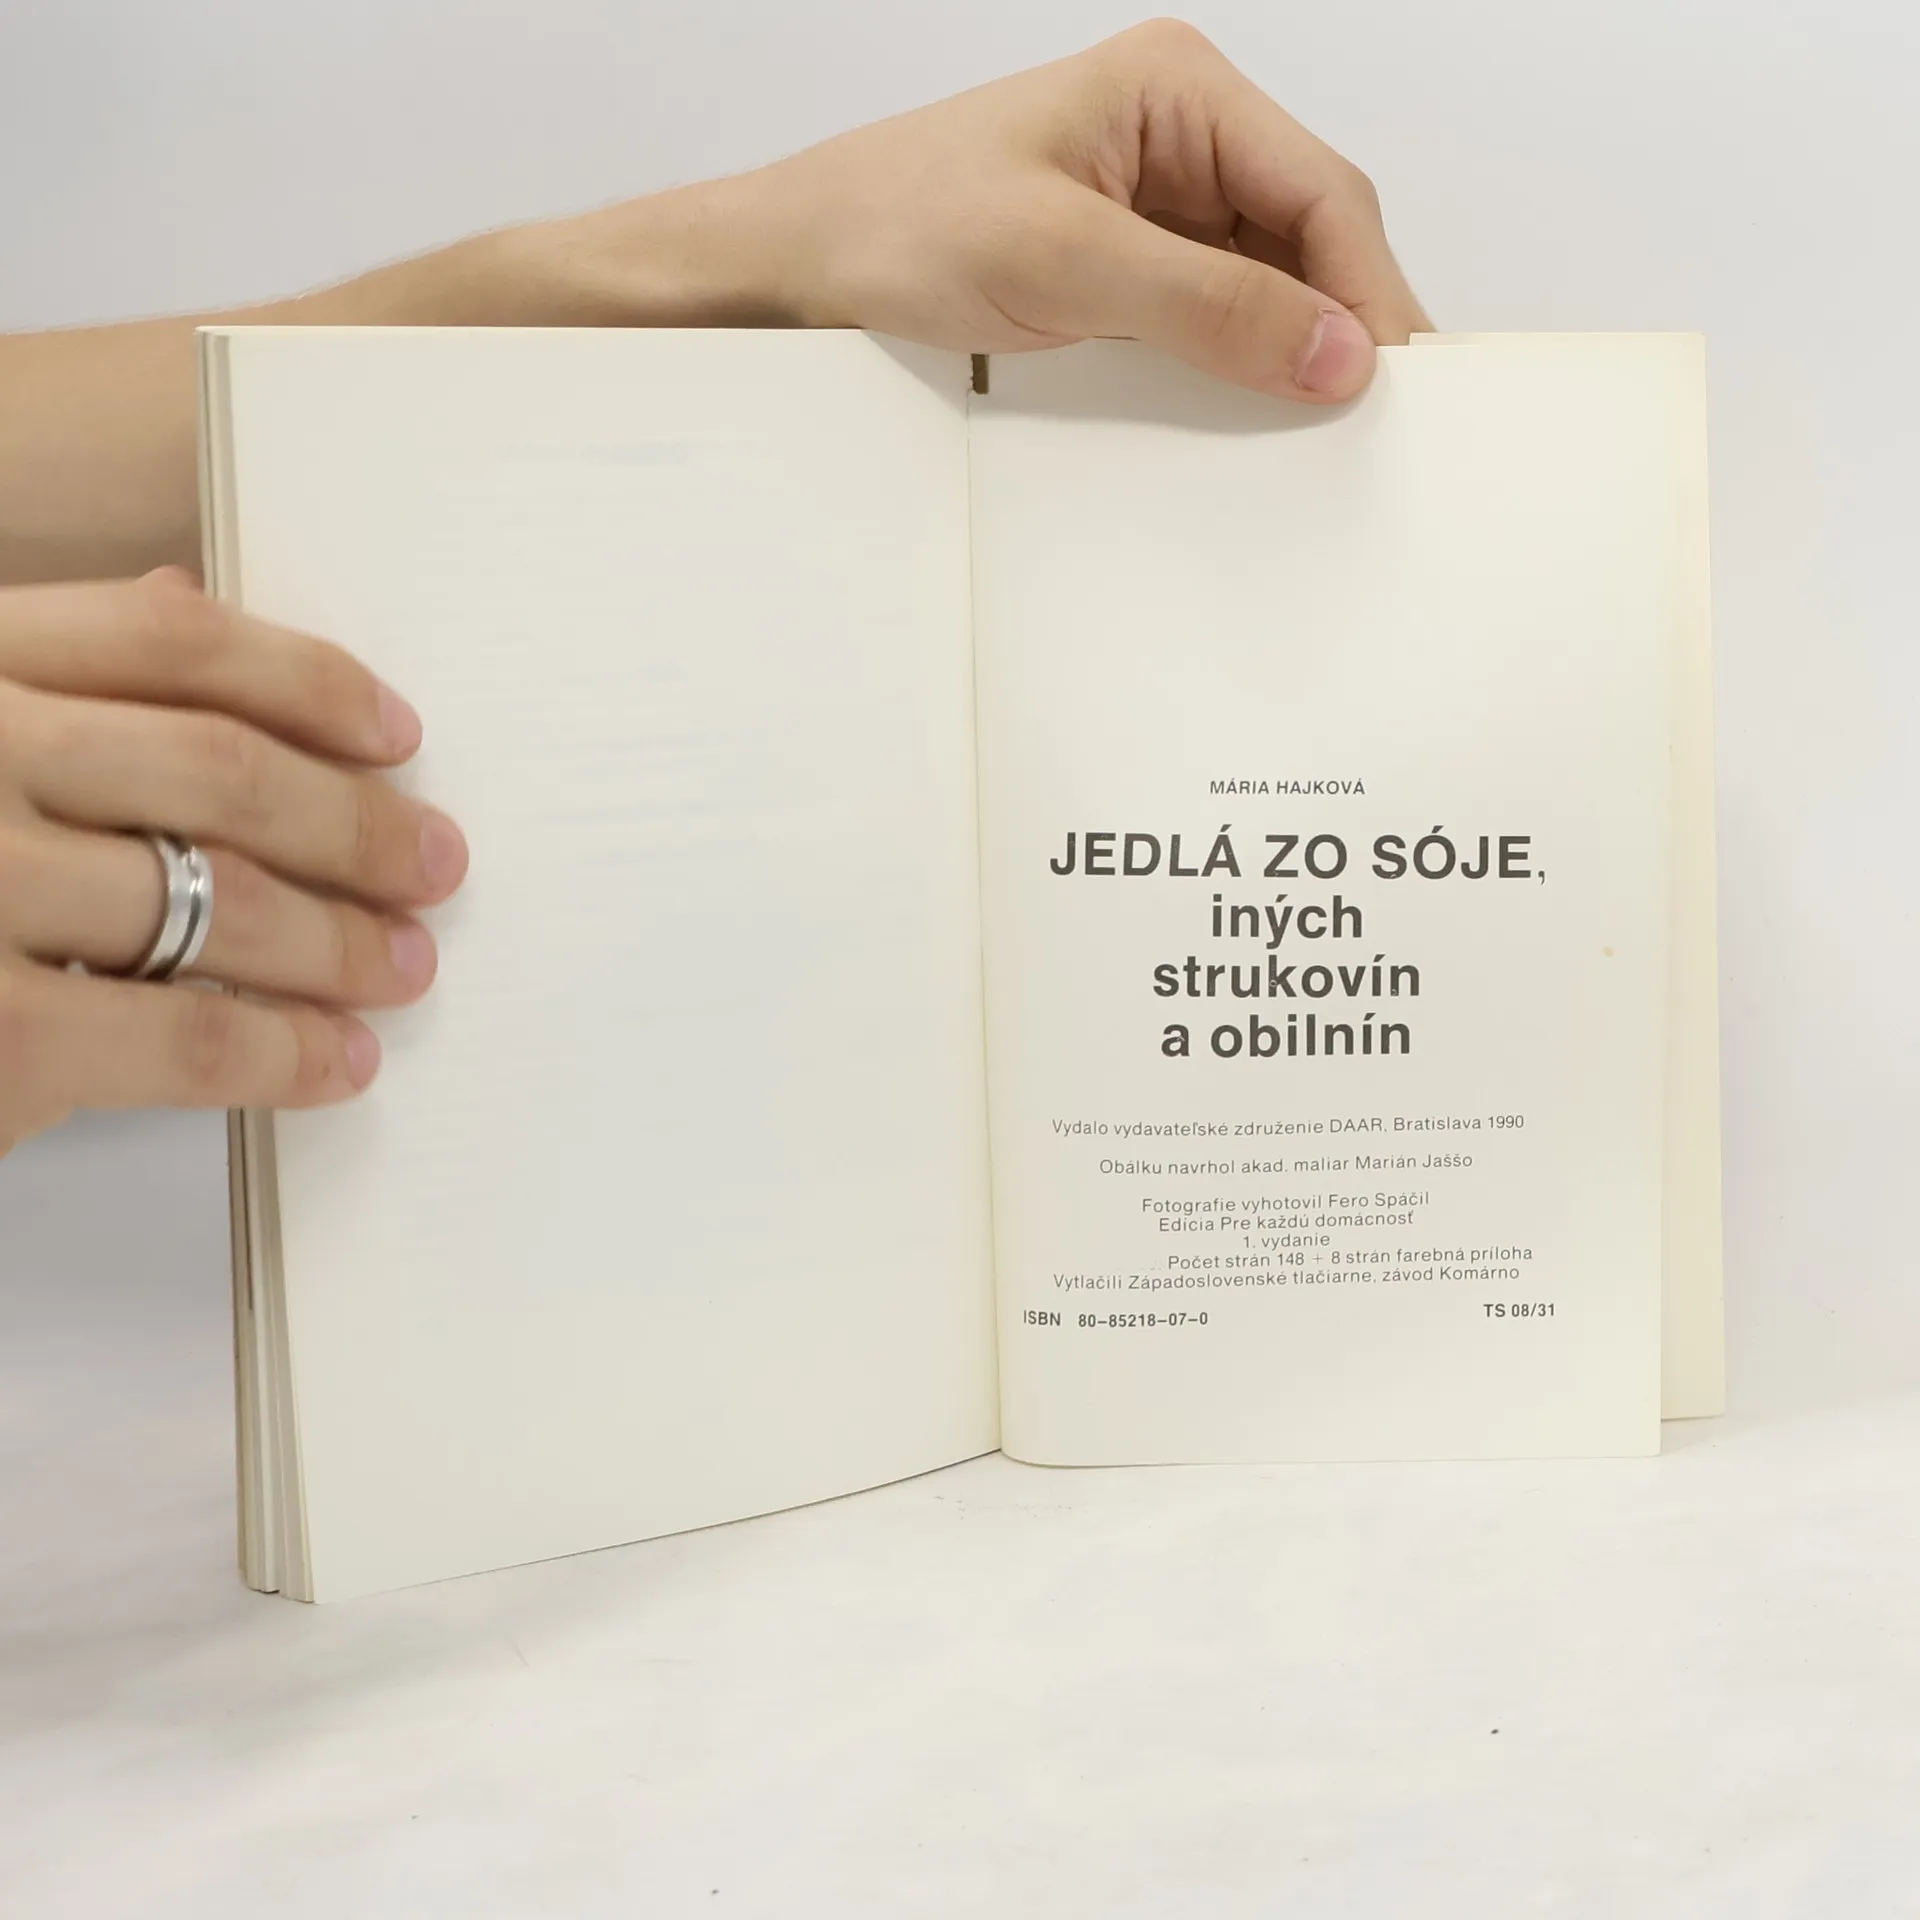 MÁRIA HAJKOVÁ
JEDLÁ ZO SÓJE,
iných
strukovín
a obilnín
Vydalo vydavateľské združenie DAAR, Bratislava 1990
Obálku navrhol akad. maliar Marián Jaššo
Fotografie vyhotovil Fero Spáčil
Edícia Pre každú domácnosť
1. vydanie
Počet strán 148 + 8 strán farebná príloha
Vytlačili Západoslovenské tlačiarne, závod Komárno
ISBN 80–85218–07–0 TS 08/31